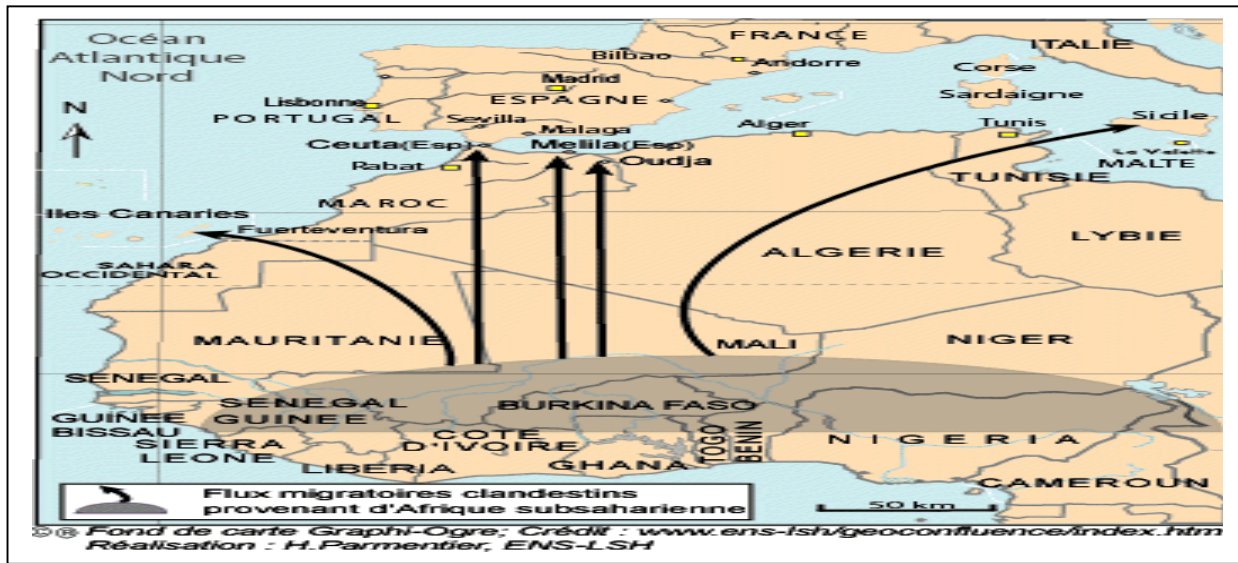 Océan
Atlantique
Nord
N
FRANCE
ITALIE
Bilbao
Andorre
Corse
Madrid
ESPAGNE
Sardaigne
Lisbonne
PORTUGAL
Sevilla
Malaga
Alger
Tunis
Sicile
Ceuta(Esp)
Mellila(Esp)
Oudja
La Valette
MALTE
Rabat
TUNISIE
MAROC
Iles Canaries
Fuerteventura
ALGERIE
LYBIE
SAHARA
OCCIDENTAL
MAURITANIE
MALI
NIGER
SENEGAL
SENEGAL
BURKINA FASO
GUINEE
BISSAU
GUINEE
SIERRA
LEONE
COTE
D'IVOIRE
TOGO
BENIN
NIGERIA
LIBERIA
GHANA
CAMEROUN
Flux migratoires clandestins
provenant d'Afrique subsaharienne
50 km
©® Fond de carte Graphi-Ogre; Crédit : www.ens-lsh/geoconfluence/index.htm
Réalisation : H.Parmentier, ENS-LSH